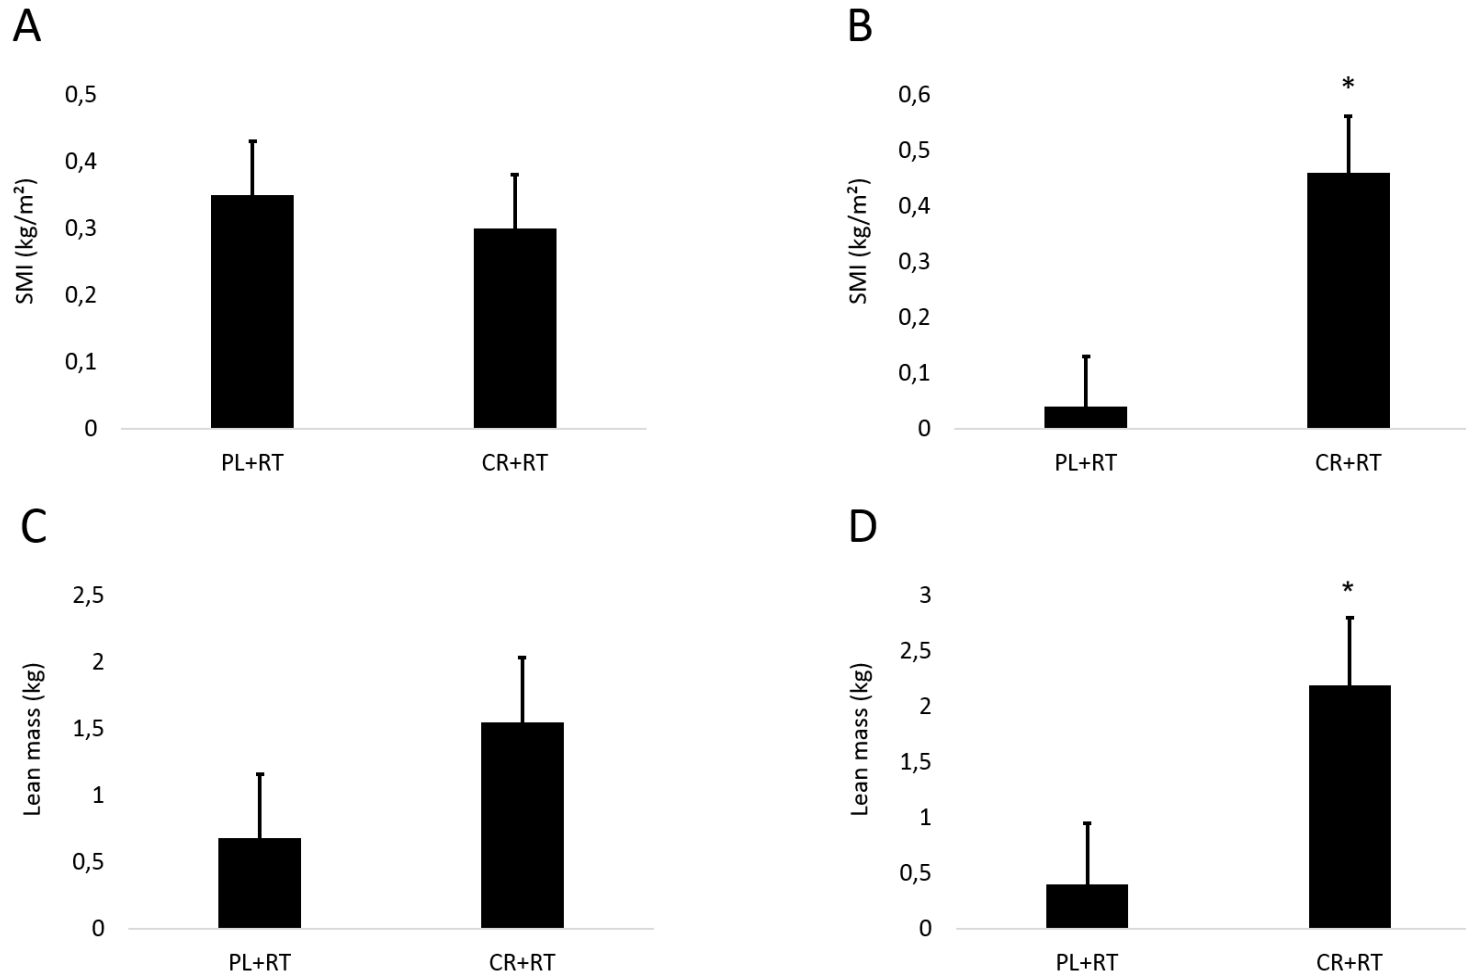 A
SMI (kg/m²)
0,5
0,4
0,3
0,2
0,1
0
PL+RT CR+RT
B
SMI (kg/m²)
0,6
0,5
0,4
0,3
0,2
0,1
0
*
PL+RT CR+RT
C
Lean mass (kg)
2,5
2
1,5
1
0,5
0
PL+RT CR+RT
D
Lean mass (kg)
3
2,5
2
1,5
1
0,5
0
*
PL+RT CR+RT